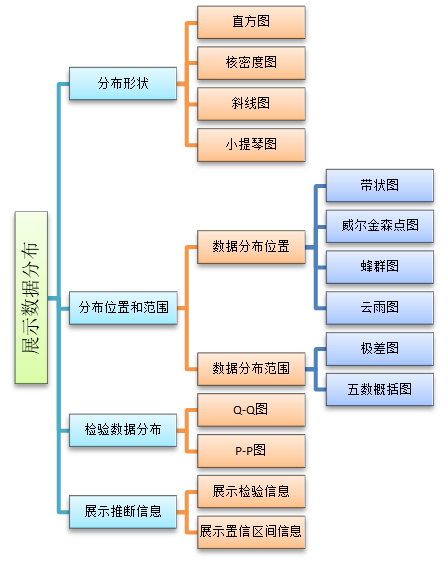 展示数据分布
分布形状
直方图
核密度图
斜线图
小提琴图
分布位置和范围
数据分布位置
带状图
威尔金森点图
蜂群图
云雨图
数据分布范围
极差图
五数概括图
检验数据分布
Q-Q图
P-P图
展示推断信息
展示检验信息
展示置信区间信息